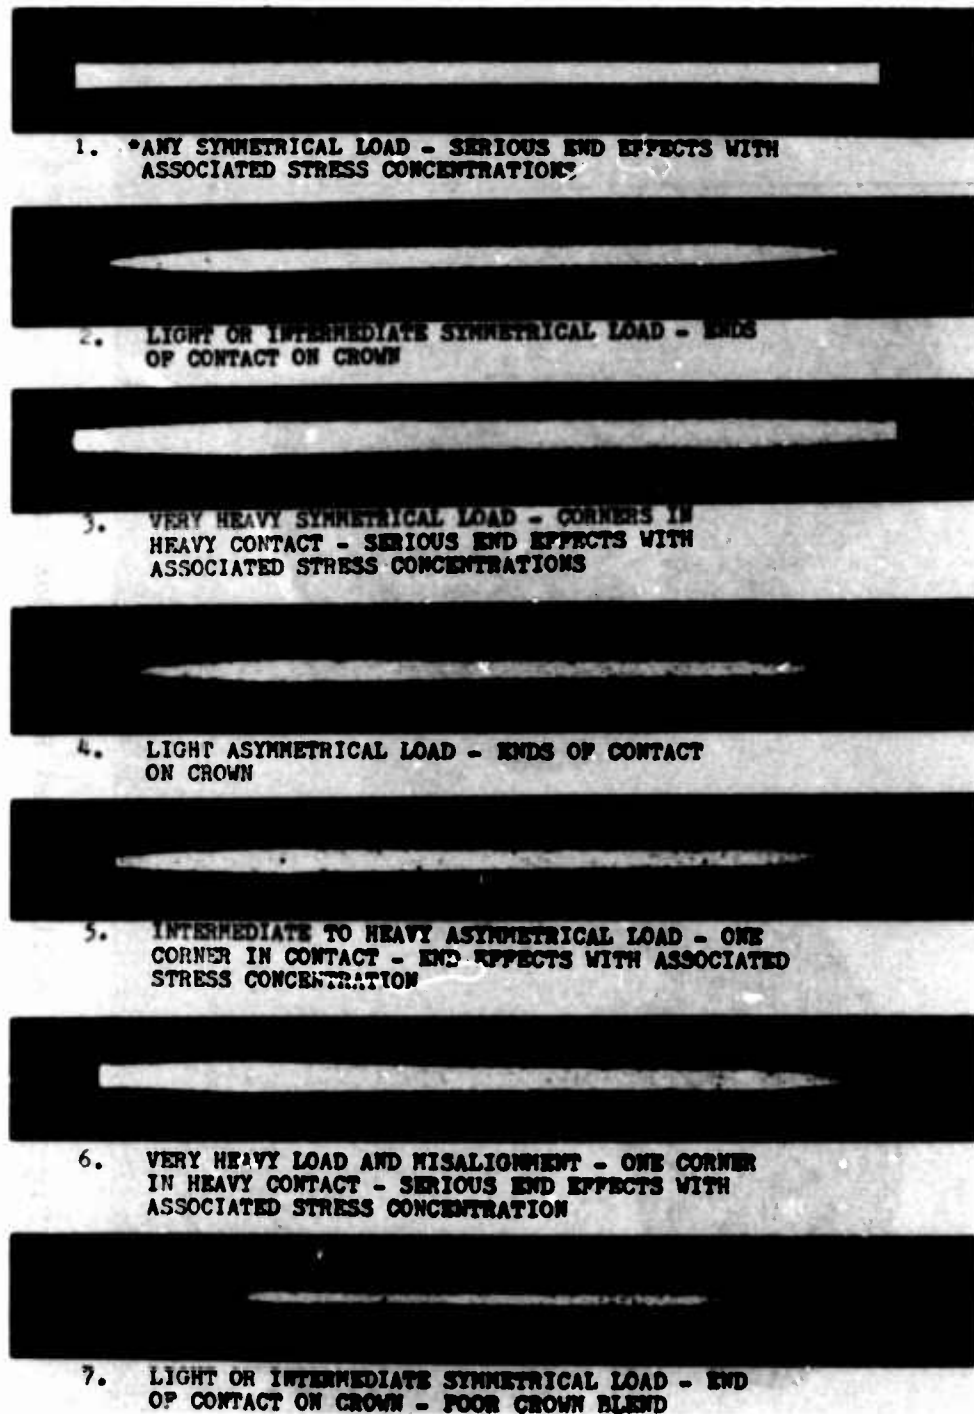 1. *ANY SYMMETRICAL LOAD - SERIOUS END EFFECTS WITH
ASSOCIATED STRESS CONCENTRATIONS
2. LIGHT OR INTERMEDIATE SYMMETRICAL LOAD - ENDS
OF CONTACT ON CROWN
3. VERY HEAVY SYMMETRICAL LOAD - CORNERS IN
HEAVY CONTACT - SERIOUS END EFFECTS WITH
ASSOCIATED STRESS CONCENTRATIONS
4. LIGHT ASYMMETRICAL LOAD - ENDS OF CONTACT
ON CROWN
5. INTERMEDIATE TO HEAVY ASYMMETRICAL LOAD - ONE
CORNER IN CONTACT - END EFFECTS WITH ASSOCIATED
STRESS CONCENTRATION
6. VERY HEAVY LOAD AND MISALIGNMENT - ONE CORNER
IN HEAVY CONTACT - SERIOUS END EFFECTS WITH
ASSOCIATED STRESS CONCENTRATION
7. LIGHT OR INTERMEDIATE SYMMETRICAL LOAD - END
OF CONTACT ON CROWN - POOR CROWN BLEND